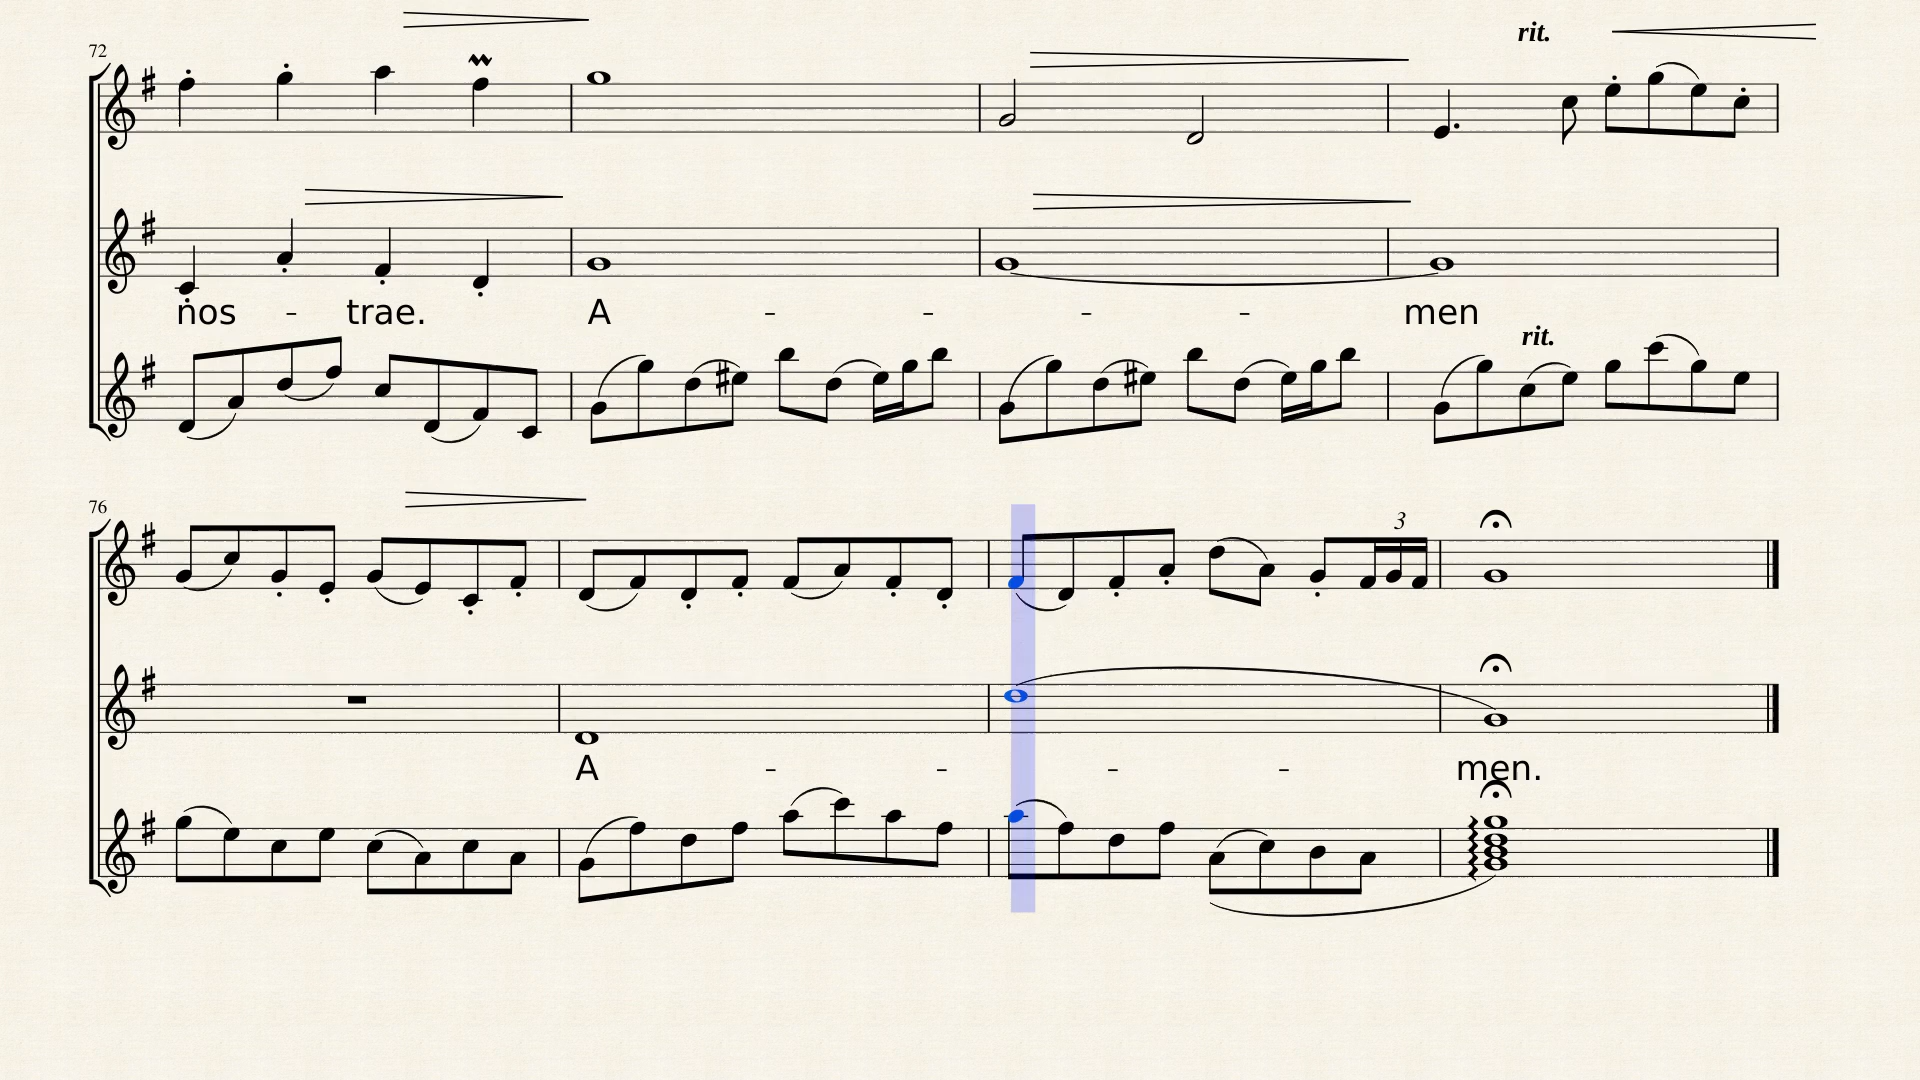 72
rit.
nos - trae. A - - - - men
rit.
76
3
A - - - - men.